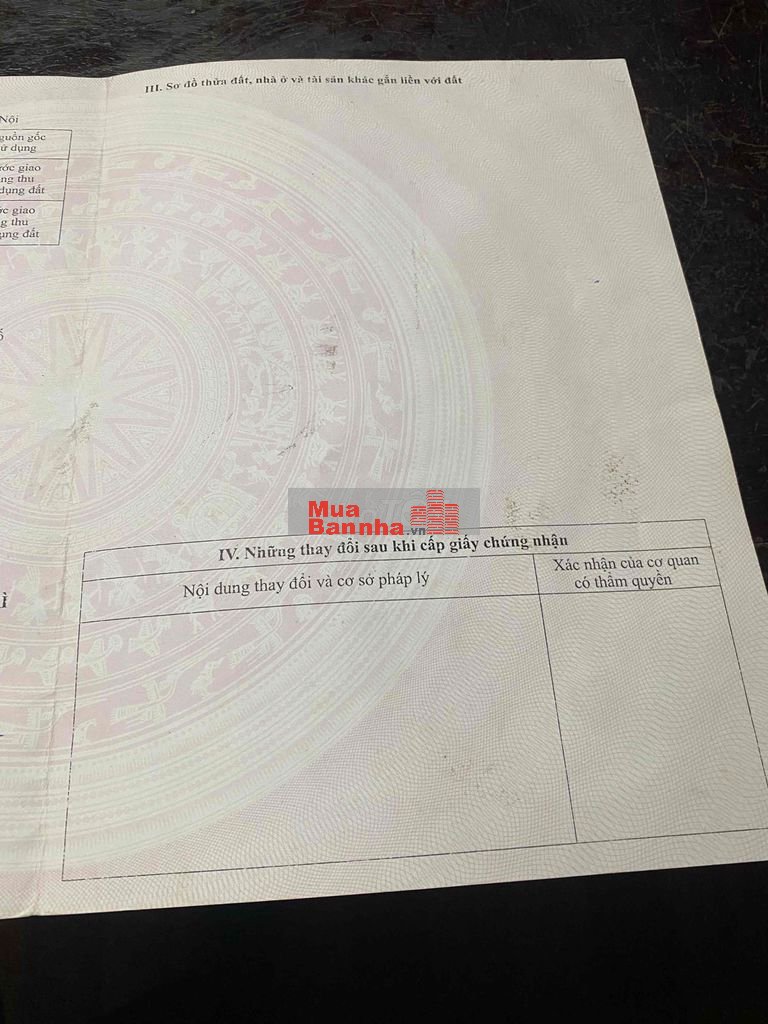 III. Sơ đồ thửa đất, nhà ở và tài sản khác gắn liền với đất
Nội
guồn gốc
ử dụng
ước giao
ng thu
dụng đất
ớc giao
g thu
ụng đất
ố
Mua
Bannha.vn
IV. Những thay đổi sau khi cấp giấy chứng nhận
Nội dung thay đổi và cơ sở pháp lý
Xác nhận của cơ quan
có thẩm quyền
ì